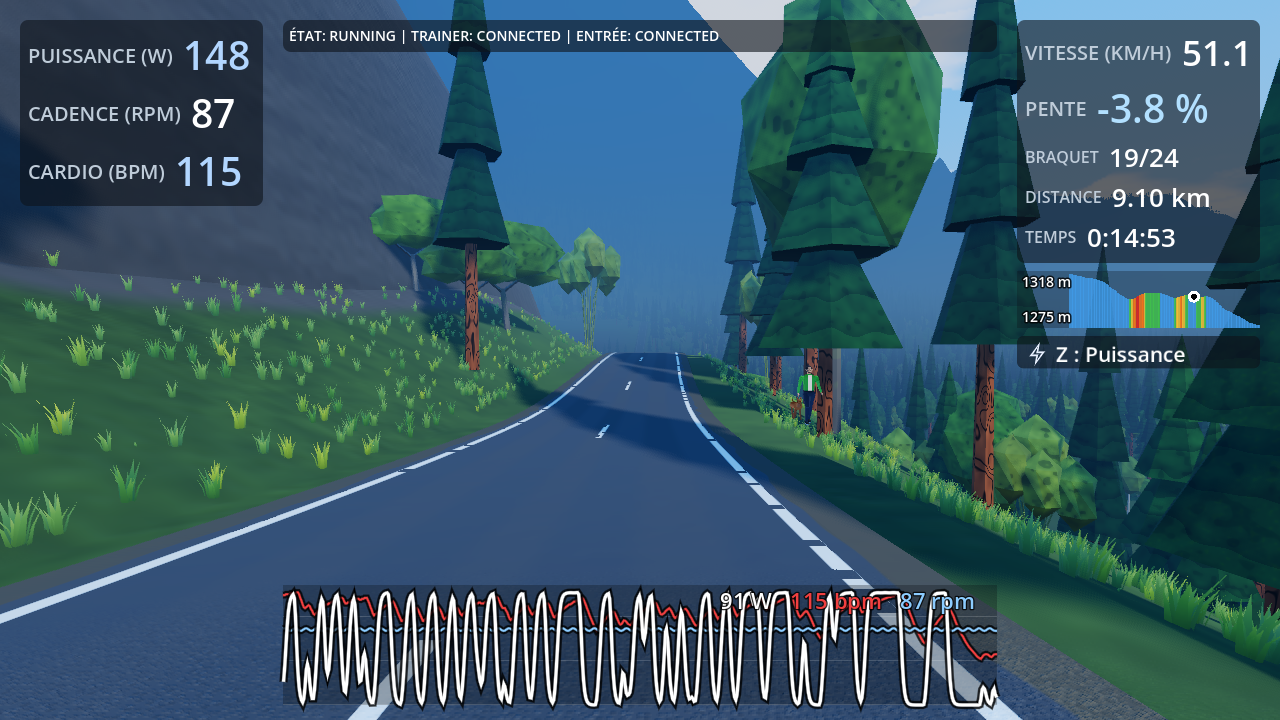 PUISSANCE (W) 148
CADENCE (RPM) 87
CARDIO (BPM) 115
ÉTAT: RUNNING | TRAINER: CONNECTED | ENTRÉE: CONNECTED
VITESSE (KM/H) 51.1
PENTE -3.8 %
BRAQUET 19/24
DISTANCE 9.10 km
TEMPS 0:14:53
1318 m
1275 m
Z : Puissance
91 W 115 bpm 87 rpm